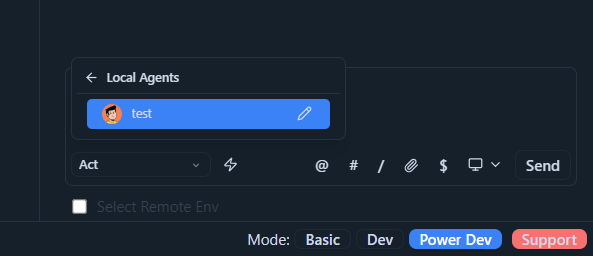 Local Agents
test
Act @ # / $ Send
Select Remote Env
Mode: Basic Dev Power Dev Support